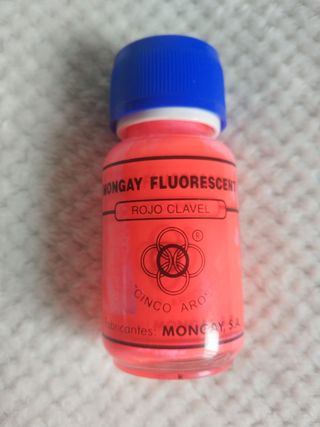 MONGAY FLUORESCENT
ROJO CLAVEL
®
"CINCO AROS"
Fabricantes: MONGAY, S.A.